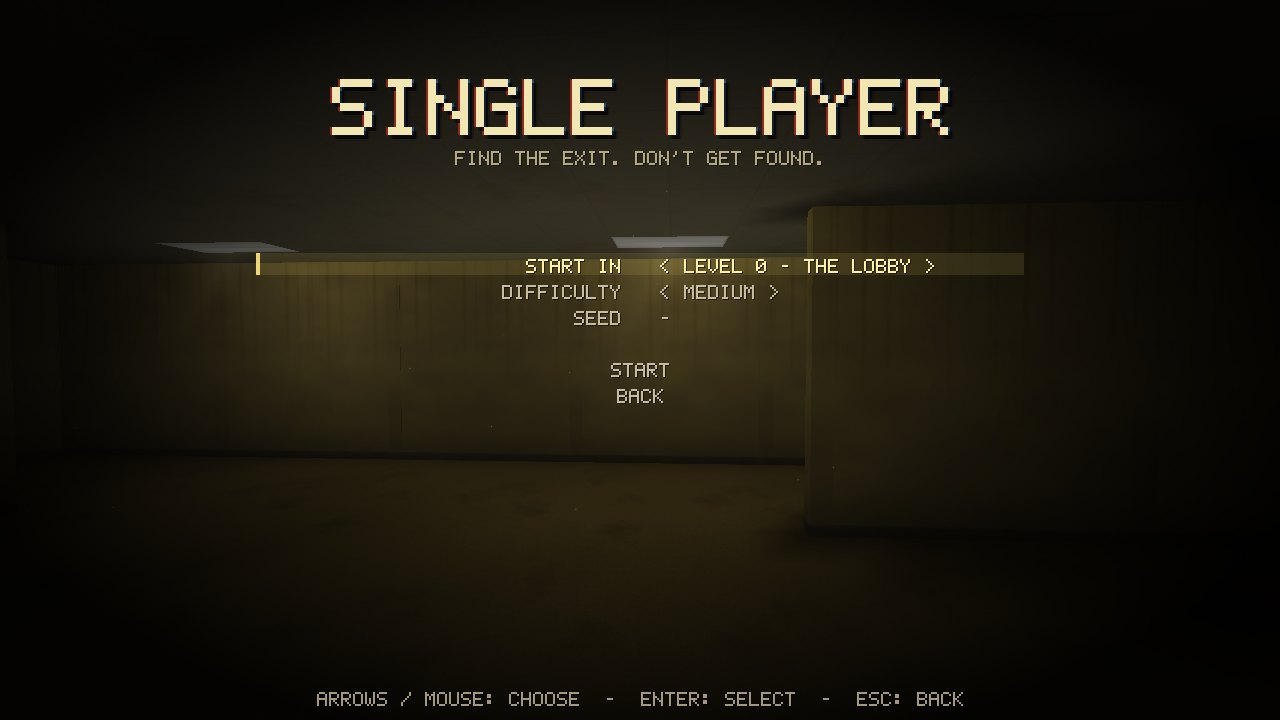 SINGLE PLAYER
FIND THE EXIT. DON'T GET FOUND.
START IN < LEVEL 0 - THE LOBBY >
DIFFICULTY < MEDIUM >
SEED -
START
BACK
ARROWS / MOUSE: CHOOSE - ENTER: SELECT - ESC: BACK